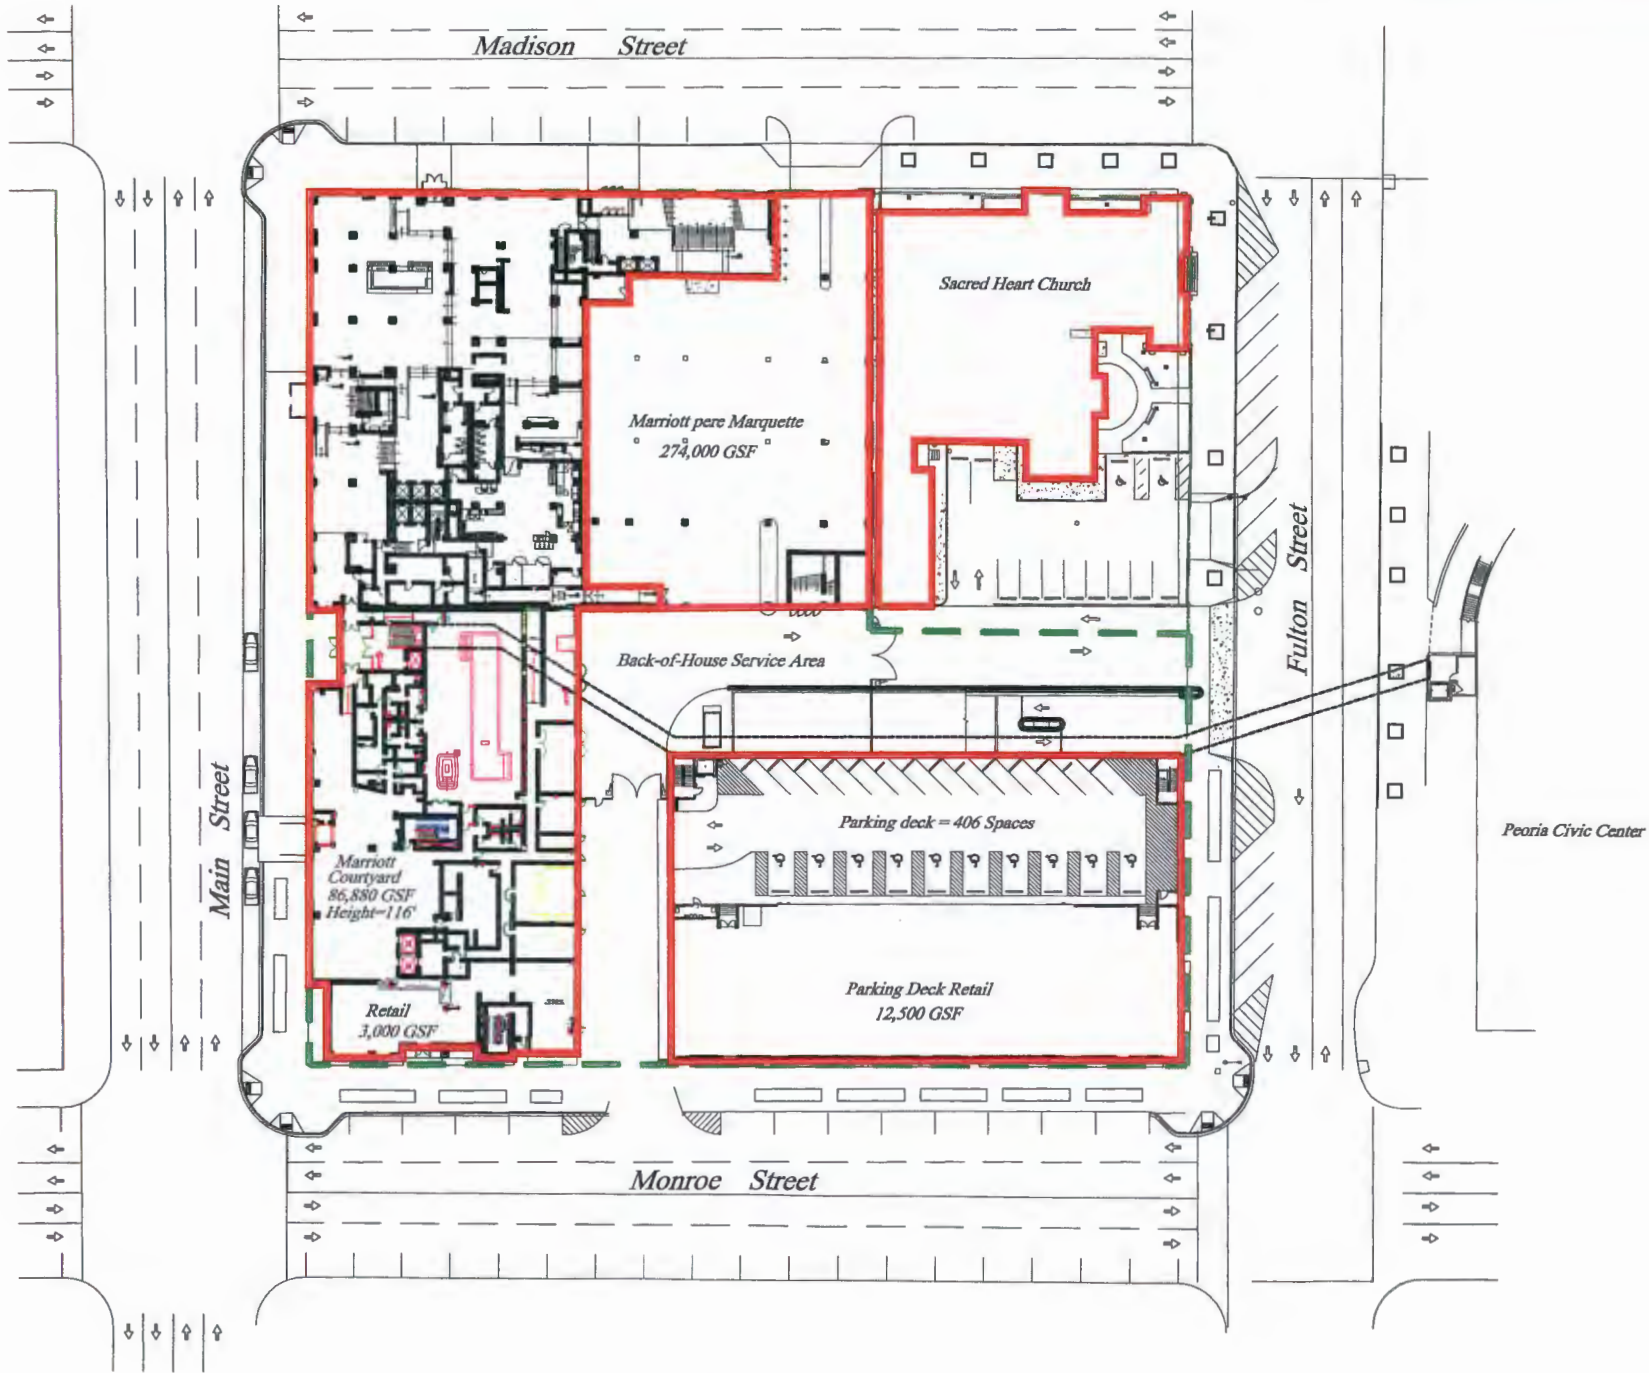 Madison Street
Sacred Heart Church
Marriott pere Marquette
274,000 GSF
Fulton Street
Back-of-House Service Area
Main Street
Parking deck = 406 Spaces
Peoria Civic Center
Marriott
Courtyard
86,880 GSF
Height=116'
Parking Deck Retail
12,500 GSF
Retail
3,000 GSF
Monroe Street